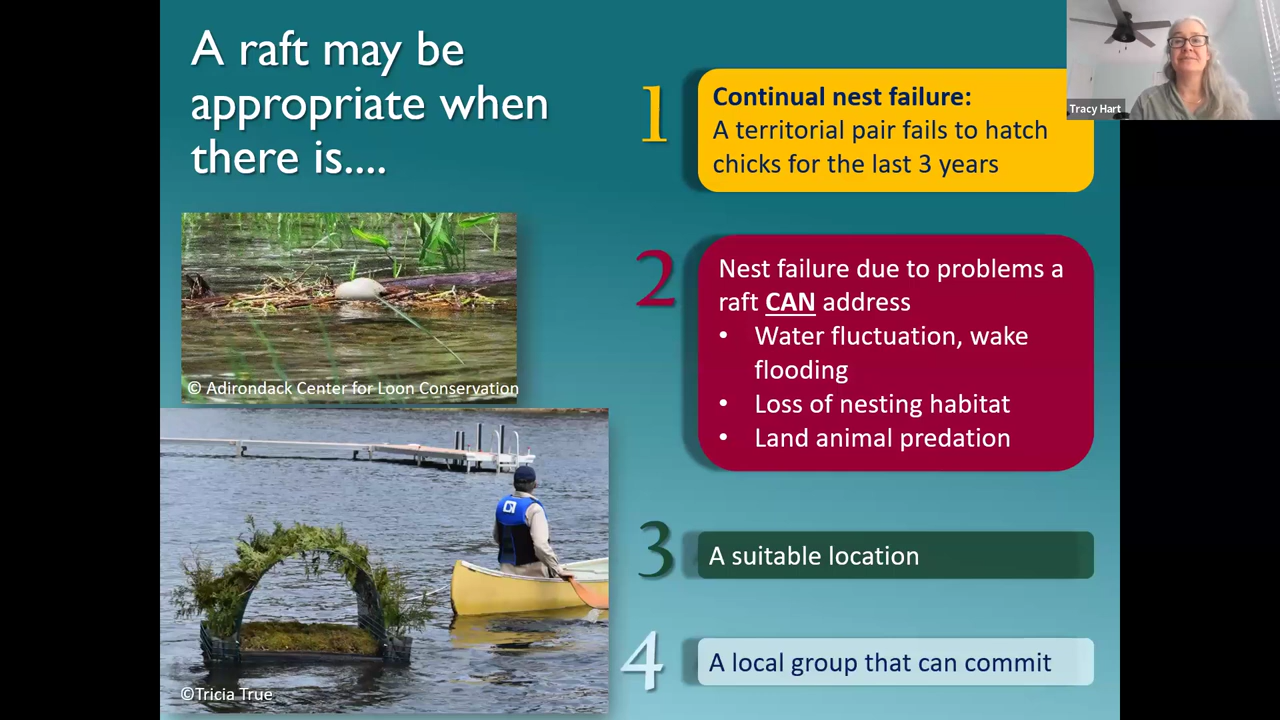 A raft may be
appropriate when
there is....
1
Continual nest failure:
A territorial pair fails to hatch
chicks for the last 3 years
Tracy Hart
2
Nest failure due to problems a
raft CAN address
• Water fluctuation, wake
flooding
• Loss of nesting habitat
• Land animal predation
© Adirondack Center for Loon Conservation
3
A suitable location
4
A local group that can commit
©Tricia True